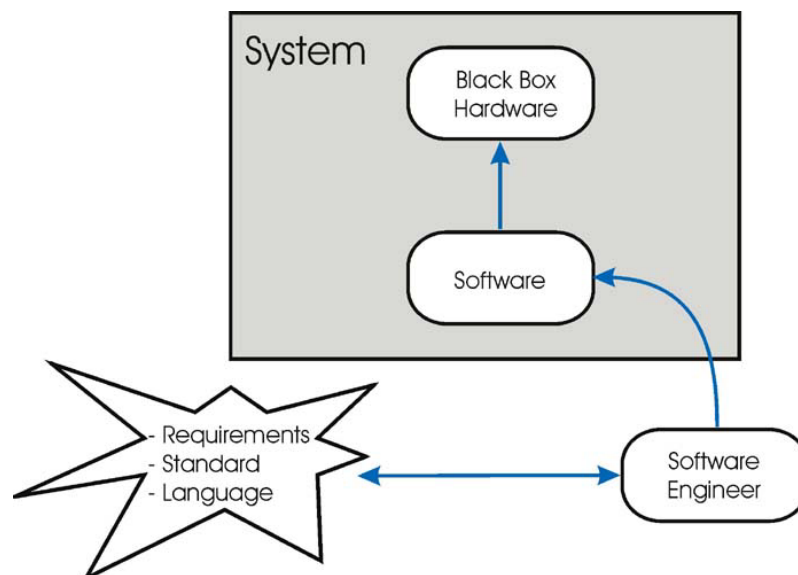 System
Black Box
Hardware
Software
- Requirements
- Standard
- Language
Software
Engineer